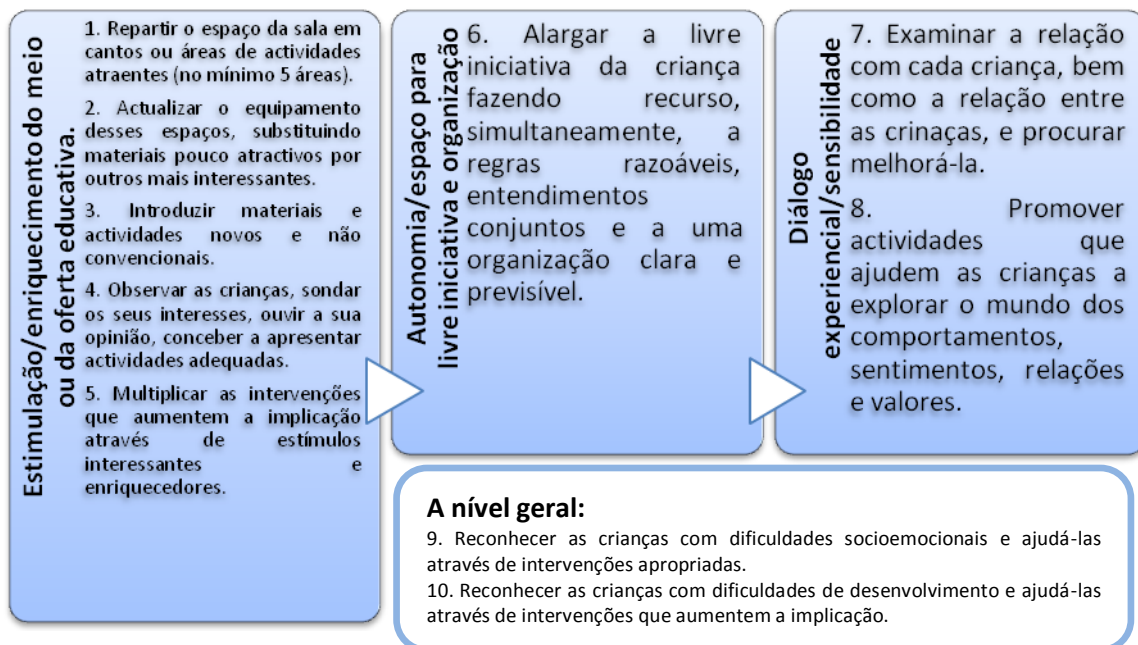 Estimulação/enriquecimento do meio
ou da oferta educativa.
1. Repartir o espaço da sala em
cantos ou áreas de actividades
atraentes (no mínimo 5 áreas).
2. Actualizar o equipamento
desses espaços, substituindo
materiais pouco atractivos por
outros mais interessantes.
3. Introduzir materiais e
actividades novos e não
convencionais.
4. Observar as crianças, sondar
os seus interesses, ouvir a sua
opinião, conceber a apresentar
actividades adequadas.
5. Multiplicar as intervenções
que aumentem a implicação
através de estímulos
interessantes e
enriquecedores.
Autonomia/espaço para
livre iniciativa e organização
6. Alargar a livre
iniciativa da criança
fazendo recurso,
simultaneamente, a
regras razoáveis,
entendimentos
conjuntos e a uma
organização clara e
previsível.
Diálogo
experiencial/sensibilidade
7. Examinar a relação
com cada criança, bem
como a relação entre
as crinaças, e procurar
melhorá-la.
8. Promover
actividades que
ajudem as crianças a
explorar o mundo dos
comportamentos,
sentimentos, relações
e valores.
A nível geral:
9. Reconhecer as crianças com dificuldades socioemocionais e ajudá-las
através de intervenções apropriadas.
10. Reconhecer as crianças com dificuldades de desenvolvimento e ajudá-las
através de intervenções que aumentem a implicação.